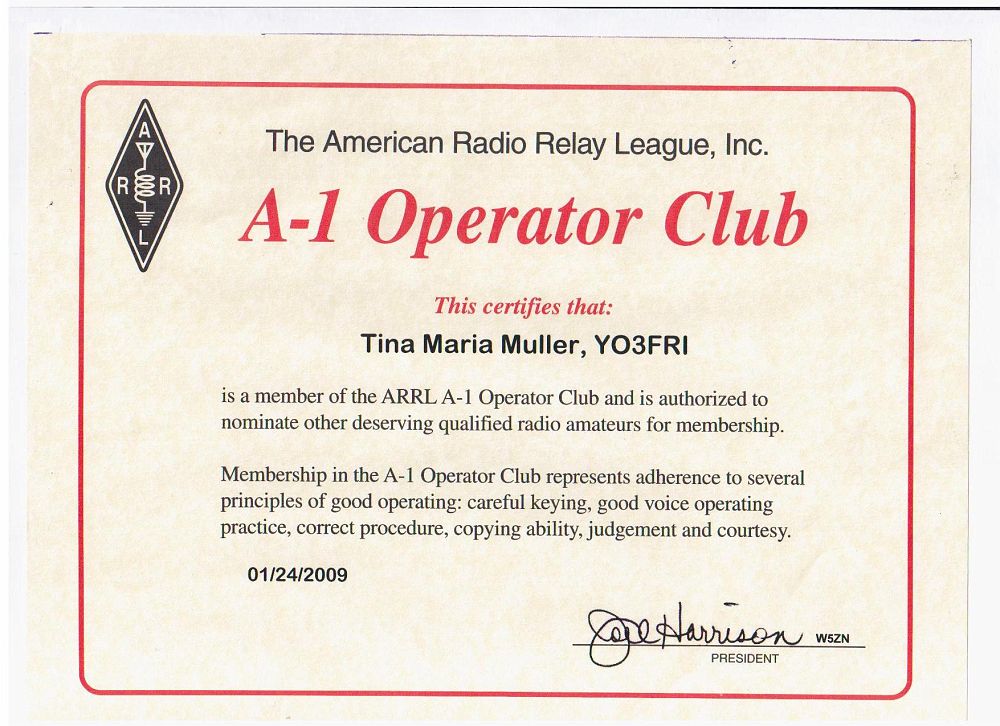 A
R R
L
The American Radio Relay League, Inc.
A-1 Operator Club
This certifies that:
Tina Maria Muller, YO3FRI
is a member of the ARRL A-1 Operator Club and is authorized to
nominate other deserving qualified radio amateurs for membership.
Membership in the A-1 Operator Club represents adherence to several
principles of good operating: careful keying, good voice operating
practice, correct procedure, copying ability, judgement and courtesy.
01/24/2009
Joel Harrison W5ZN
PRESIDENT